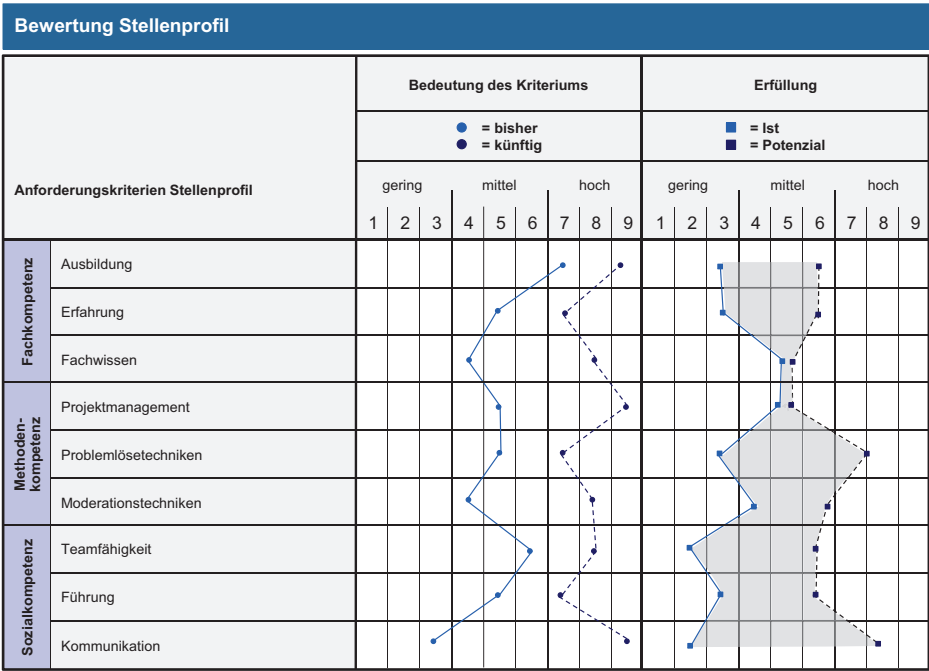 Bewertung Stellenprofil
Anforderungskriterien Stellenprofil
Bedeutung des Kriteriums
Erfüllung
= bisher
= künftig
= Ist
= Potenzial
gering mittel hoch
gering mittel hoch
1 2 3 4 5 6 7 8 9
1 2 3 4 5 6 7 8 9
Fachkompetenz
Ausbildung
Erfahrung
Fachwissen
Methoden-
kompetenz
Projektmanagement
Problemlösetechniken
Moderationstechniken
Sozialkompetenz
Teamfähigkeit
Führung
Kommunikation